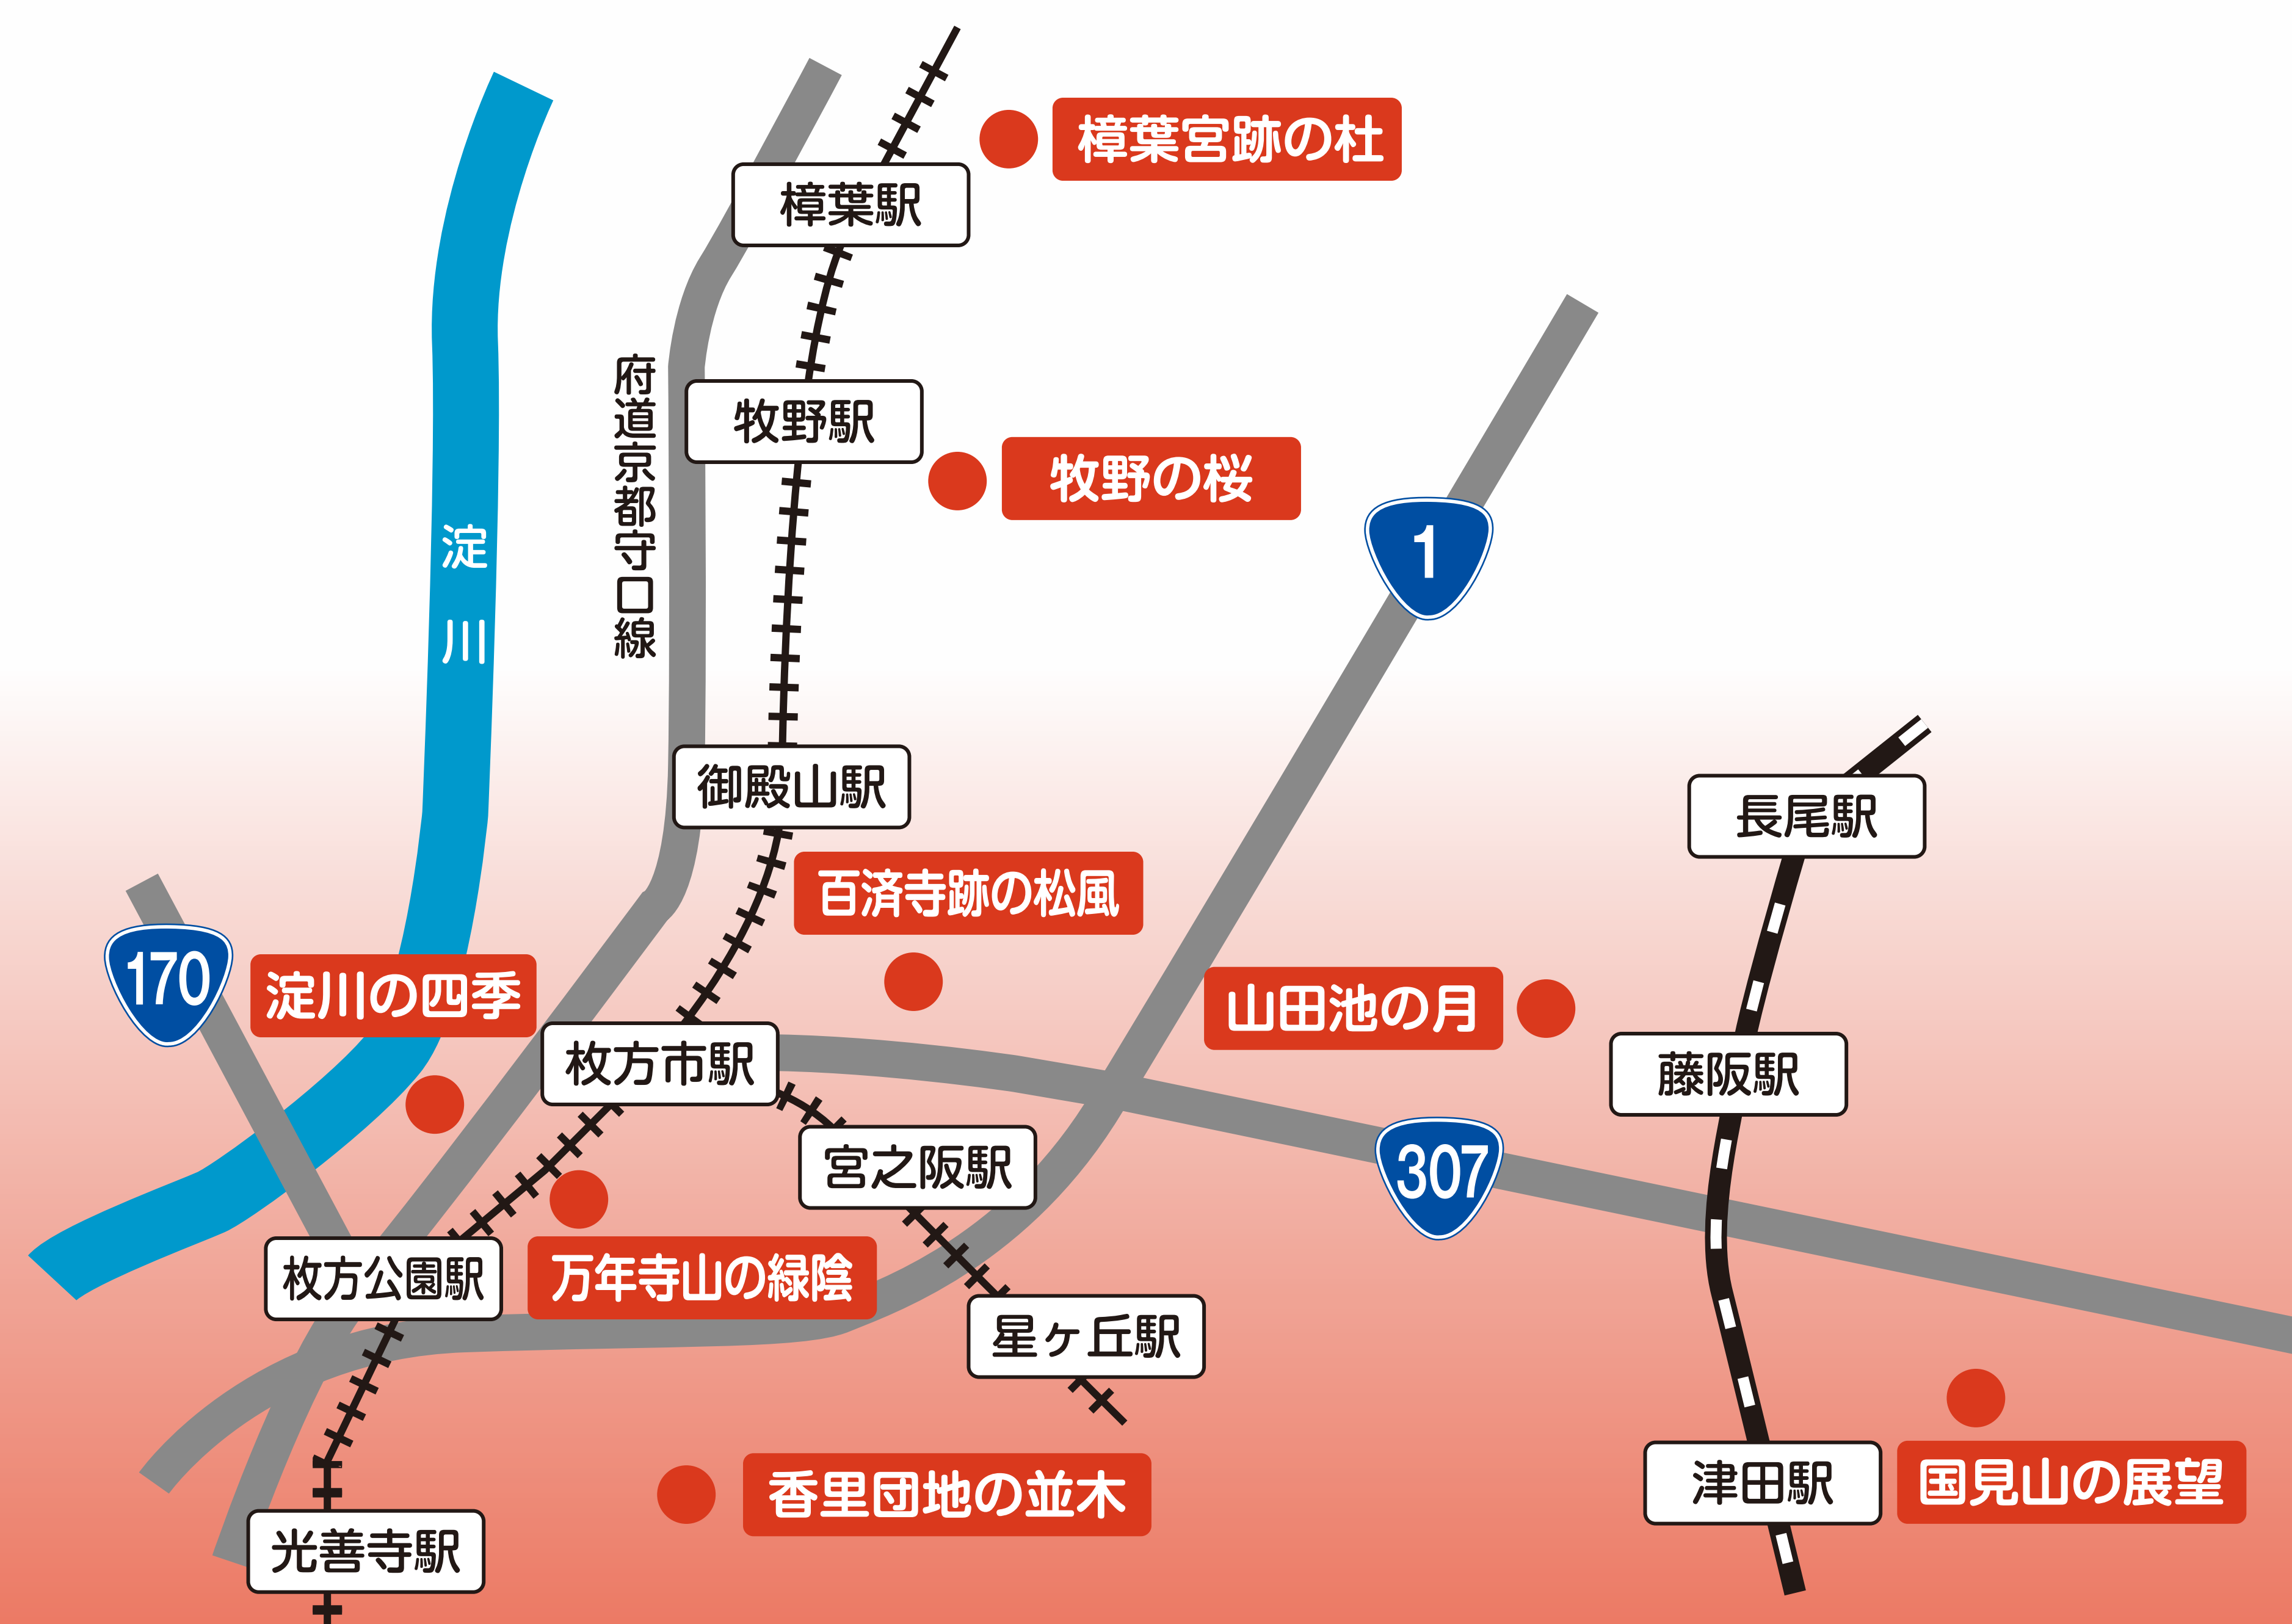 樟葉宮跡の杜
樟葉駅
府道京都守口線
牧野駅
牧野の桜
淀川
1
御殿山駅
長尾駅
百済寺跡の松風
170
淀川の四季
山田池の月
枚方市駅
藤阪駅
宮之阪駅
307
枚方公園駅
万年寺山の緑陰
星ヶ丘駅
香里団地の並木
津田駅
国見山の展望
光善寺駅